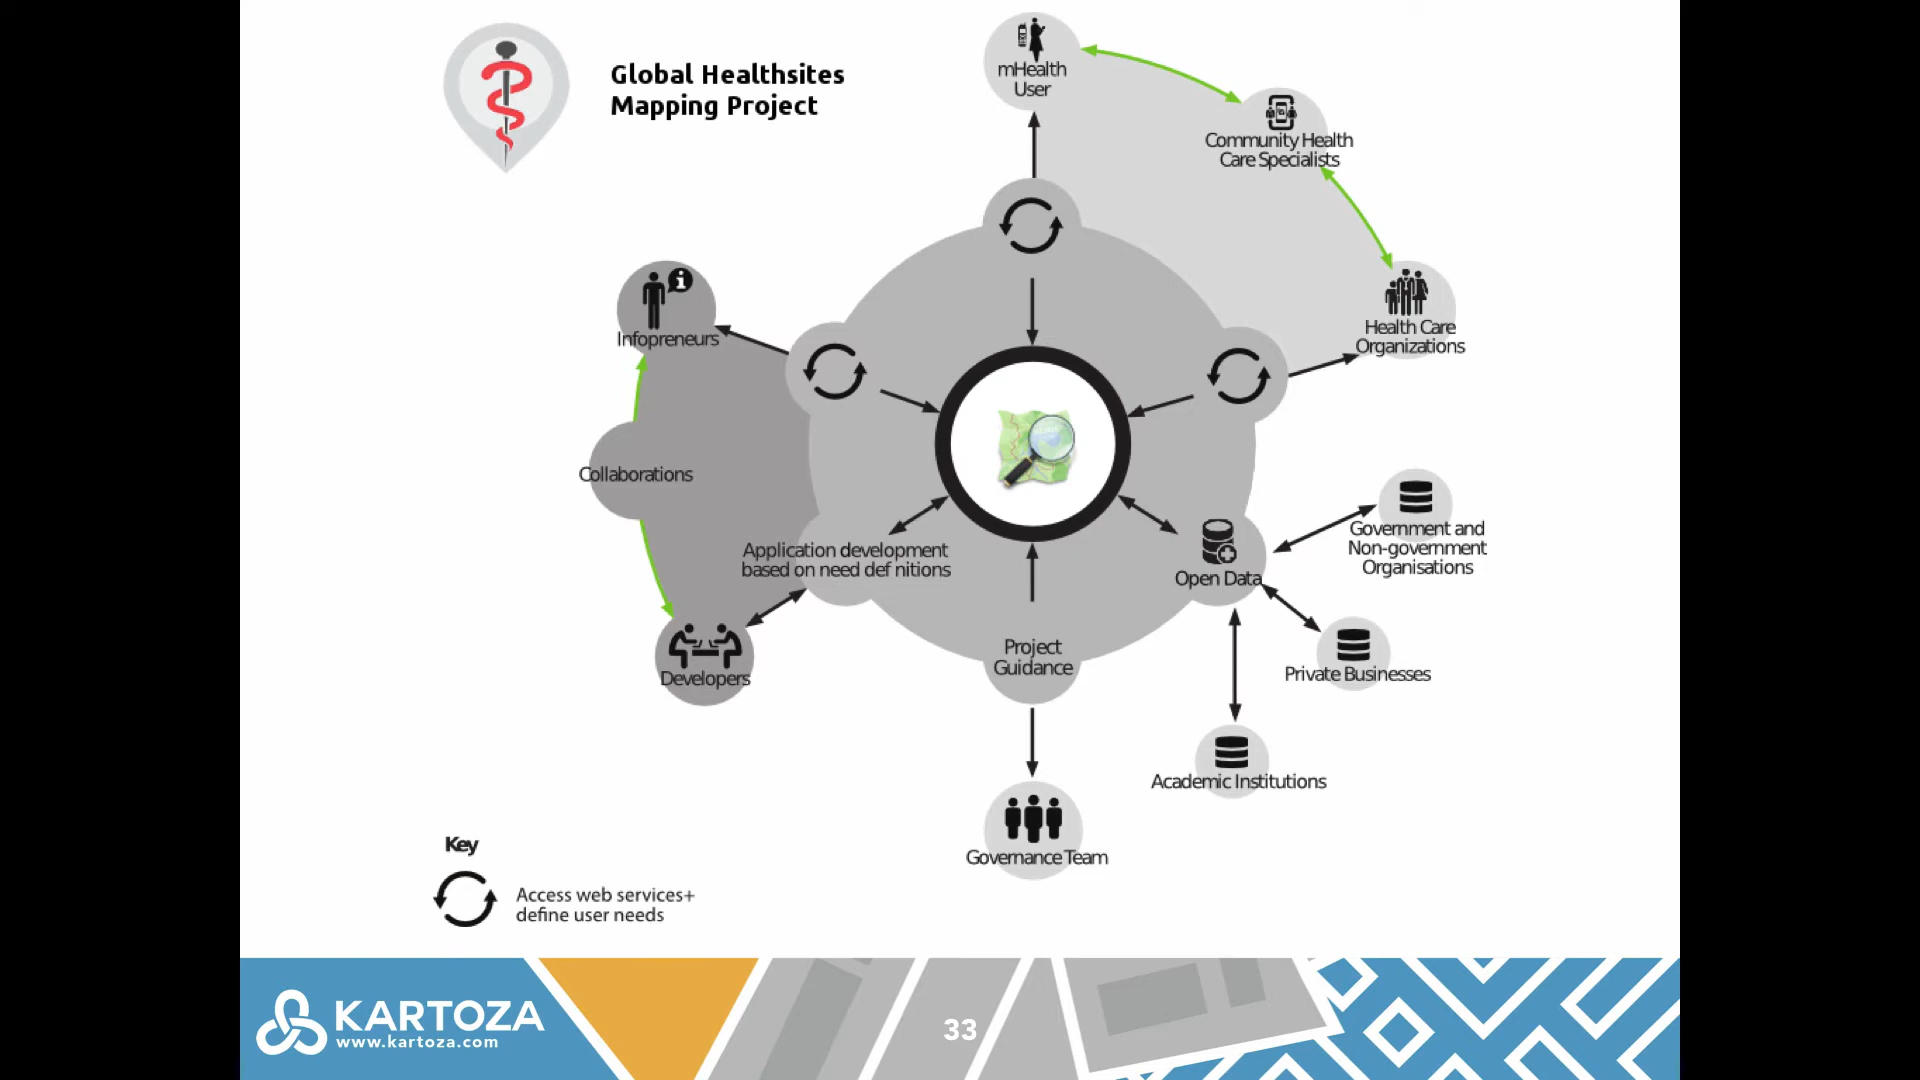 Global Healthsites
Mapping Project
mHealth
User
Community Health
Care Specialists
Infopreneurs
Health Care
Organizations
Collaborations
Application development
based on need def nitions
Open Data
Government and
Non-government
Organisations
Project
Guidance
Developers
Private Businesses
Academic Institutions
Governance Team
Key
Access web services+
define user needs
KARTOZA
www.kartoza.com
33